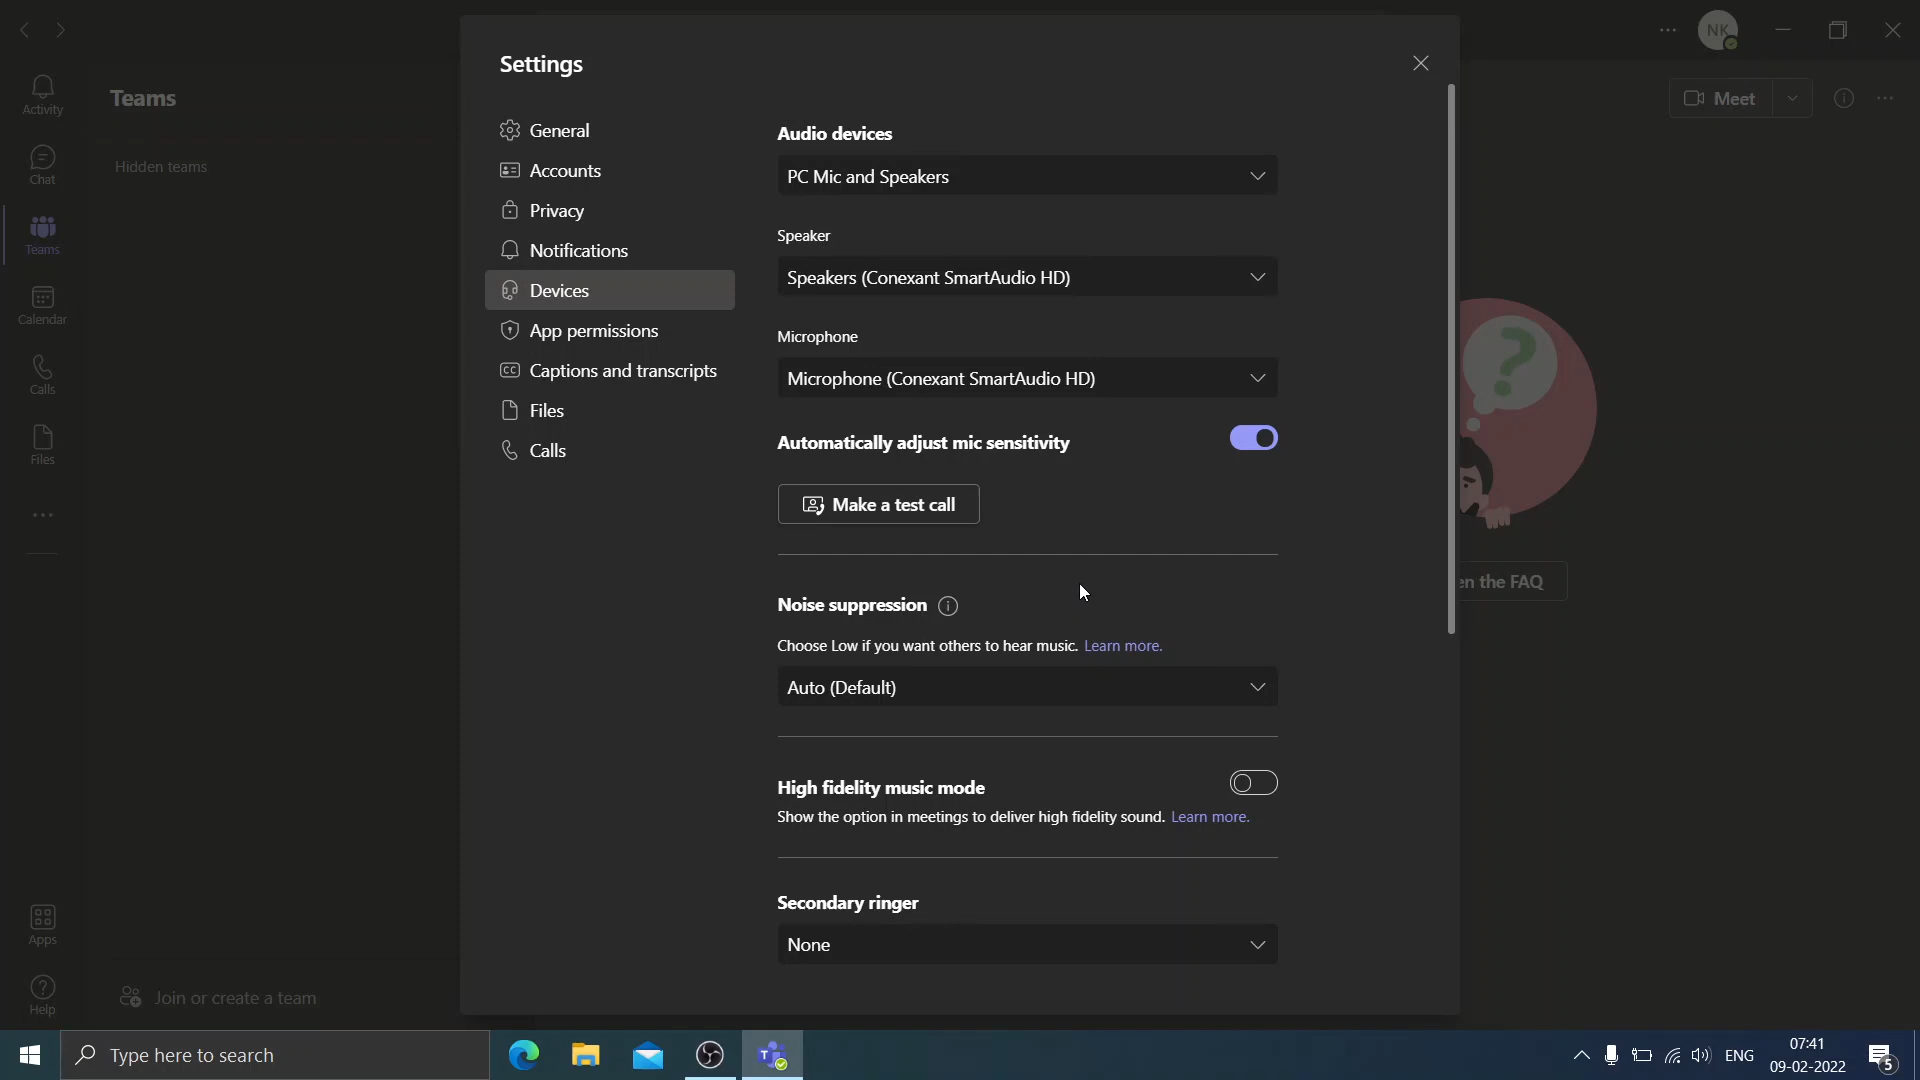 NK
Activity
Chat
Teams
Calendar
Calls
Files
Apps
Help
Teams
Hidden teams
Join or create a team
Settings
General
Accounts
Privacy
Notifications
Devices
App permissions
CC Captions and transcripts
Files
Calls
Audio devices
PC Mic and Speakers
Speaker
Speakers (Conexant SmartAudio HD)
Microphone
Microphone (Conexant SmartAudio HD)
Automatically adjust mic sensitivity
Make a test call
Noise suppression
Choose Low if you want others to hear music. Learn more.
Auto (Default)
High fidelity music mode
Show the option in meetings to deliver high fidelity sound. Learn more.
Secondary ringer
None
Meet
?
en the FAQ
Type here to search
T
ENG
07:41
09-02-2022
5